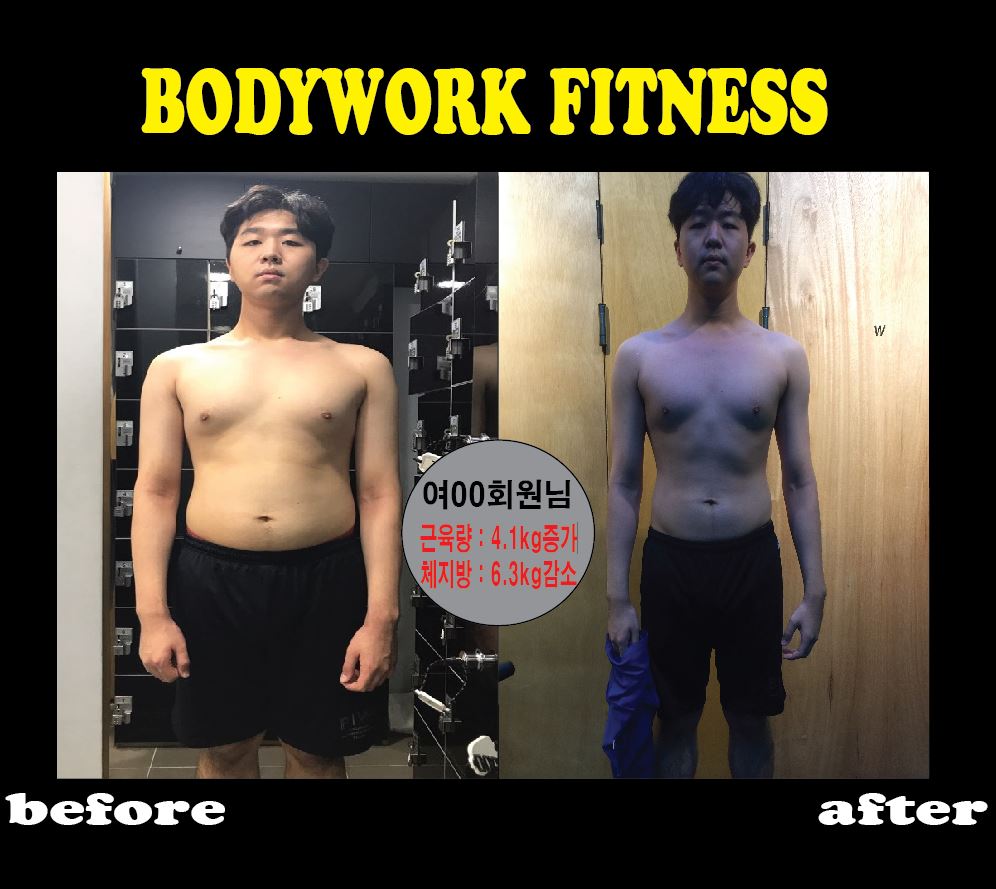 BODYWORK FITNESS
W
여00회원님
근육량 : 4.1kg증가
체지방 : 6.3kg감소
before
after